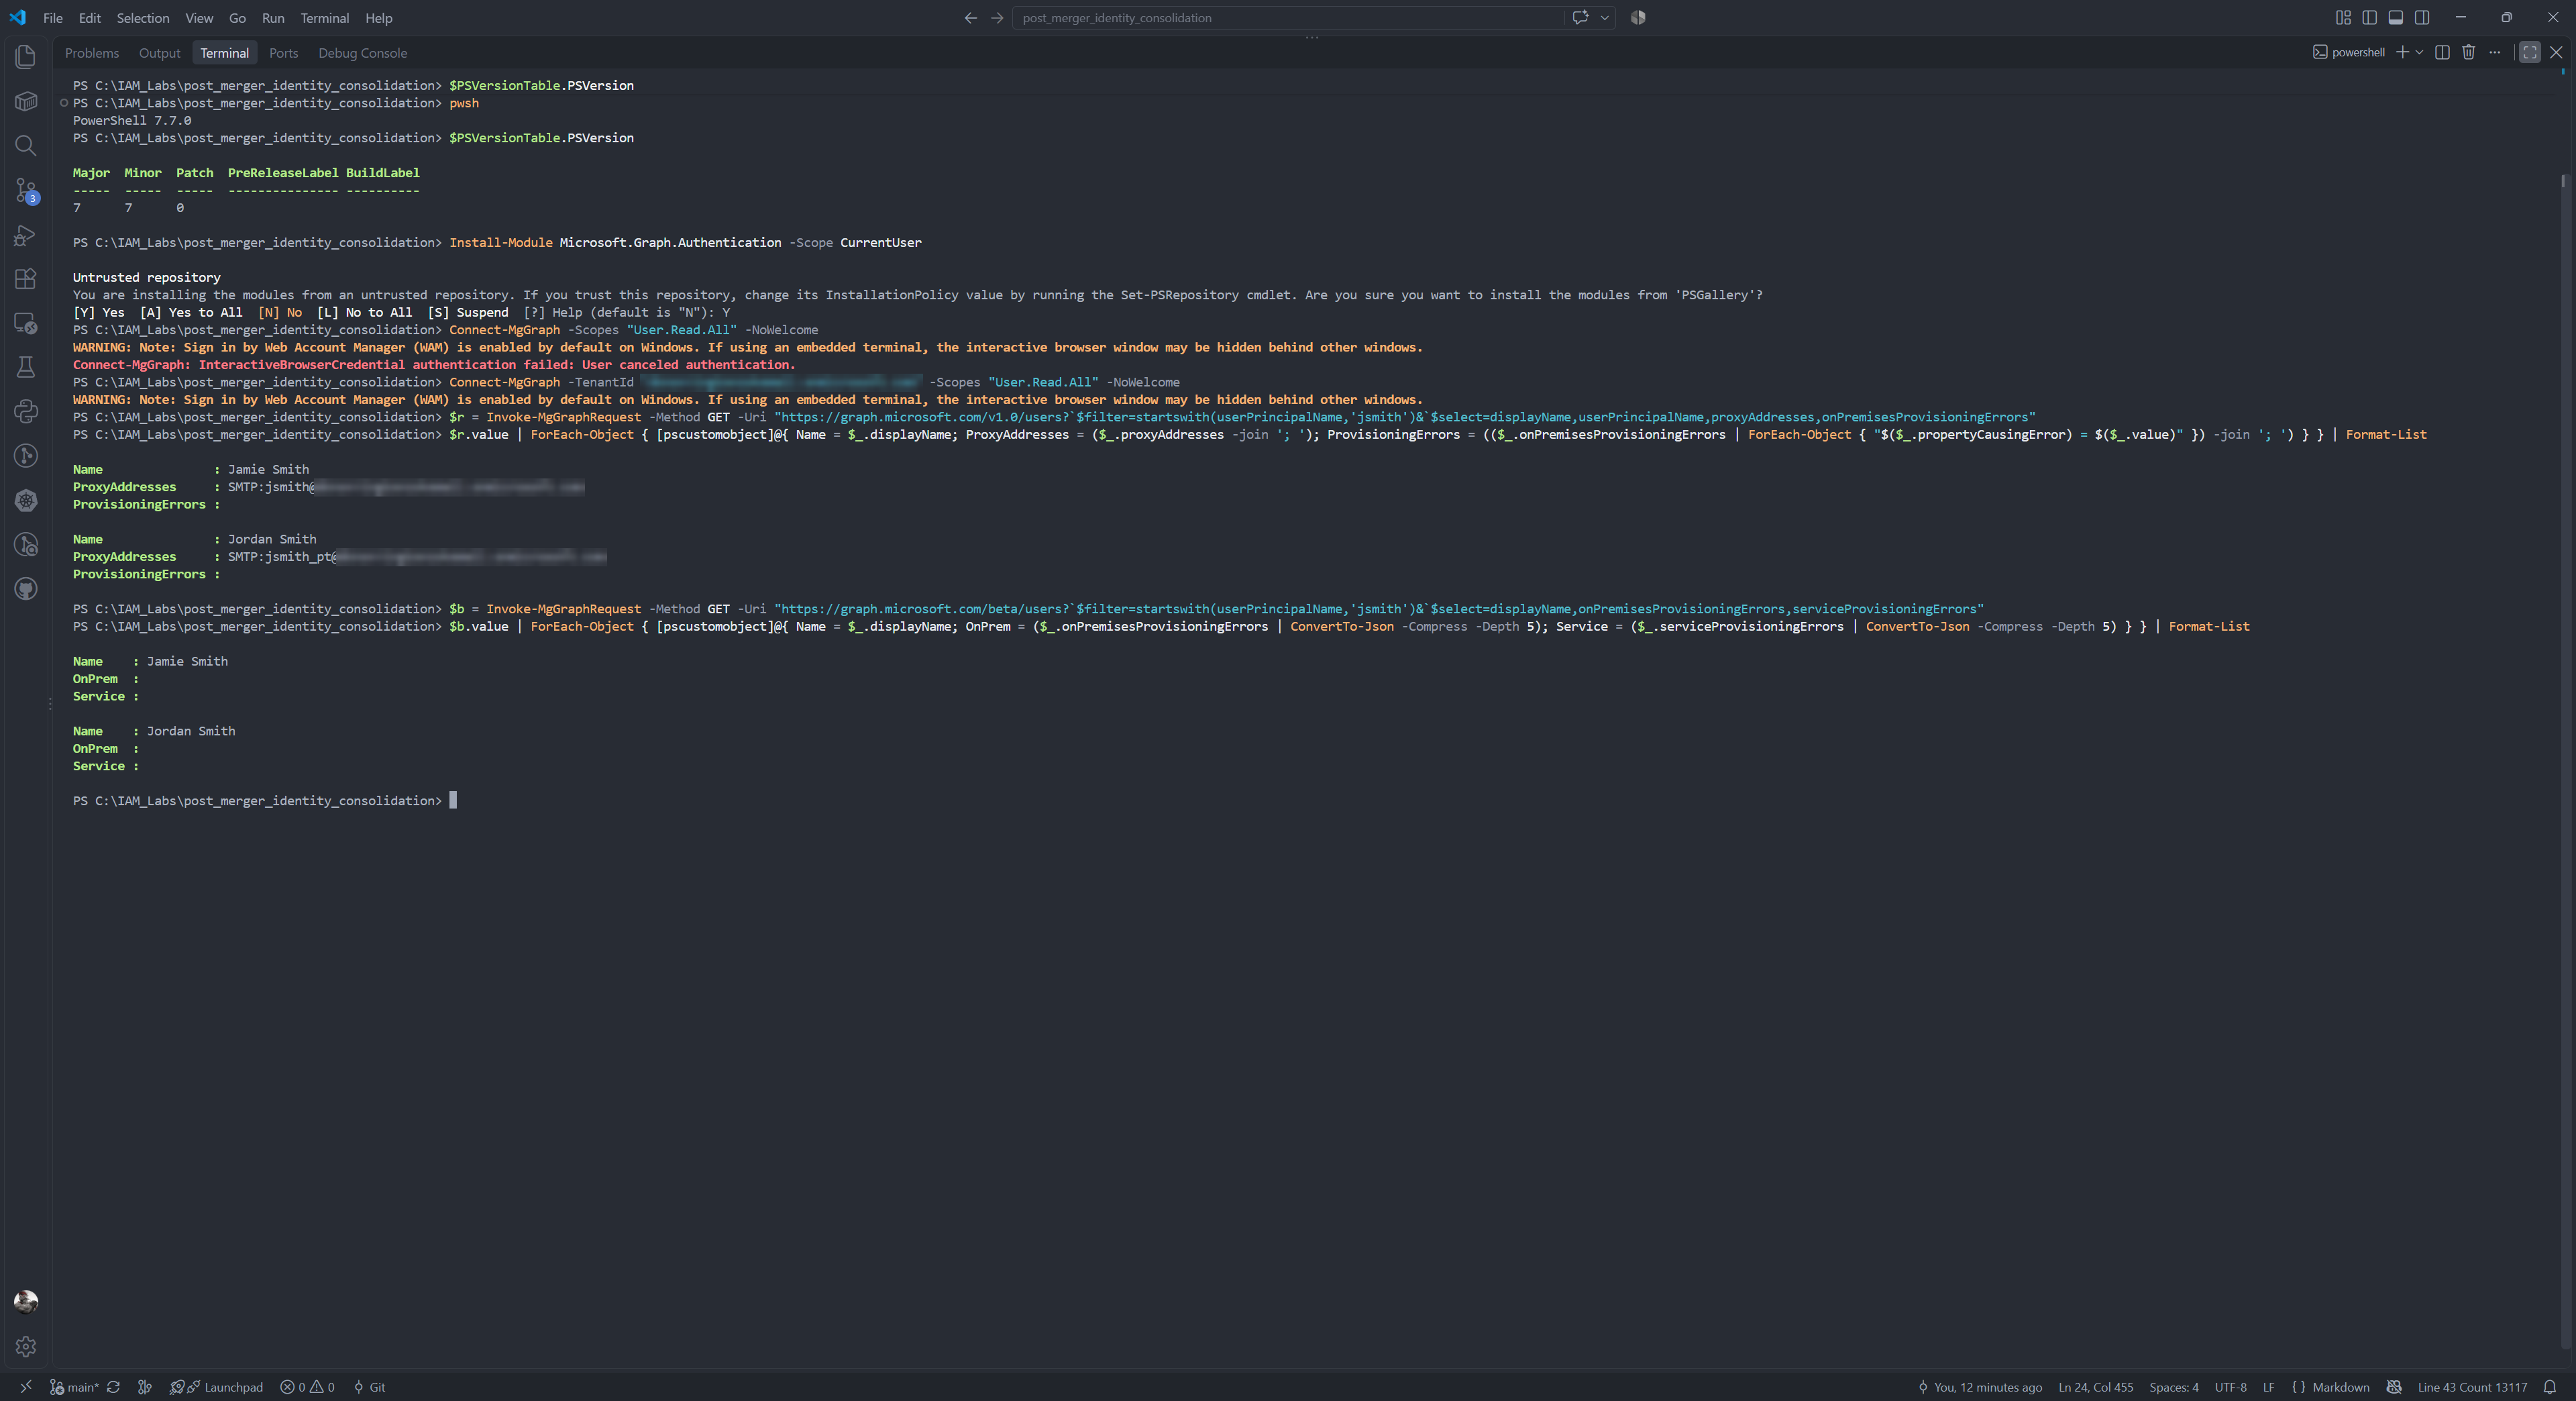 File Edit Selection View Go Run Terminal Help
post_merger_identity_consolidation
Problems Output Terminal Ports Debug Console
powershell
PS C:\IAM_Labs\post_merger_identity_consolidation> $PSVersionTable.PSVersion
PS C:\IAM_Labs\post_merger_identity_consolidation> pwsh
PowerShell 7.7.0
PS C:\IAM_Labs\post_merger_identity_consolidation> $PSVersionTable.PSVersion
Major Minor Patch PreReleaseLabel BuildLabel
----- ----- ----- --------------- ----------
7 7 0
PS C:\IAM_Labs\post_merger_identity_consolidation> Install-Module Microsoft.Graph.Authentication -Scope CurrentUser
Untrusted repository
You are installing the modules from an untrusted repository. If you trust this repository, change its InstallationPolicy value by running the Set-PSRepository cmdlet. Are you sure you want to install the modules from 'PSGallery'?
[Y] Yes [A] Yes to All [N] No [L] No to All [S] Suspend [?] Help (default is "N"): Y
PS C:\IAM_Labs\post_merger_identity_consolidation> Connect-MgGraph -Scopes "User.Read.All" -NoWelcome
WARNING: Note: Sign in by Web Account Manager (WAM) is enabled by default on Windows. If using an embedded terminal, the interactive browser window may be hidden behind other windows.
Connect-MgGraph: InteractiveBrowserCredential authentication failed: User canceled authentication.
PS C:\IAM_Labs\post_merger_identity_consolidation> Connect-MgGraph -TenantId -Scopes "User.Read.All" -NoWelcome
WARNING: Note: Sign in by Web Account Manager (WAM) is enabled by default on Windows. If using an embedded terminal, the interactive browser window may be hidden behind other windows.
PS C:\IAM_Labs\post_merger_identity_consolidation> $r = Invoke-MgGraphRequest -Method GET -Uri "https://graph.microsoft.com/v1.0/users?`$filter=startswith(userPrincipalName,'jsmith')&`$select=displayName,userPrincipalName,proxyAddresses,onPremisesProvisioningErrors"
PS C:\IAM_Labs\post_merger_identity_consolidation> $r.value | ForEach-Object { [pscustomobject]@{ Name = $_.displayName; ProxyAddresses = ($_.proxyAddresses -join '; '); ProvisioningErrors = (($_.onPremisesProvisioningErrors | ForEach-Object { "$($_.propertyCausingError) = $($_.value)" }) -join '; ') } } | Format-List
Name : Jamie Smith
ProxyAddresses : SMTP:jsmith@
ProvisioningErrors :
Name : Jordan Smith
ProxyAddresses : SMTP:jsmith_pt@
ProvisioningErrors :
PS C:\IAM_Labs\post_merger_identity_consolidation> $b = Invoke-MgGraphRequest -Method GET -Uri "https://graph.microsoft.com/beta/users?`$filter=startswith(userPrincipalName,'jsmith')&`$select=displayName,onPremisesProvisioningErrors,serviceProvisioningErrors"
PS C:\IAM_Labs\post_merger_identity_consolidation> $b.value | ForEach-Object { [pscustomobject]@{ Name = $_.displayName; OnPrem = ($_.onPremisesProvisioningErrors | ConvertTo-Json -Compress -Depth 5); Service = ($_.serviceProvisioningErrors | ConvertTo-Json -Compress -Depth 5) } } | Format-List
Name : Jamie Smith
OnPrem :
Service :
Name : Jordan Smith
OnPrem :
Service :
PS C:\IAM_Labs\post_merger_identity_consolidation>
3
main* Launchpad 0 0 Git
You, 12 minutes ago Ln 24, Col 455 Spaces: 4 UTF-8 LF { } Markdown Line 43 Count 13117